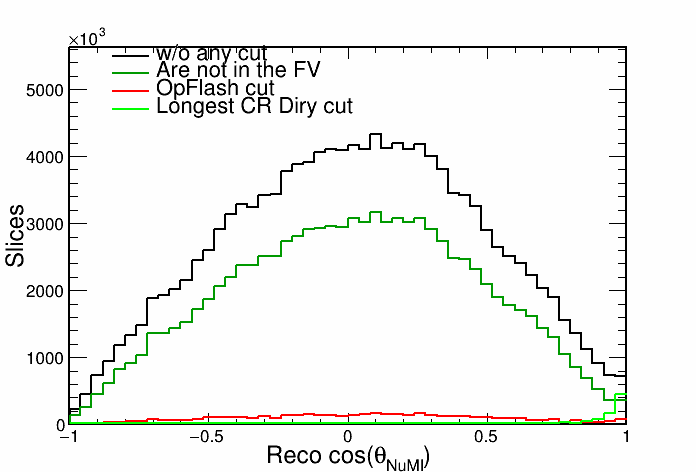 ×10³
w/o any cut
Are not in the FV
OpFlash cut
Longest CR Diry cut
5000
4000
3000
2000
1000
0
Slices
−1
−0.5
0
0.5
1
Reco cos(θNuMI)